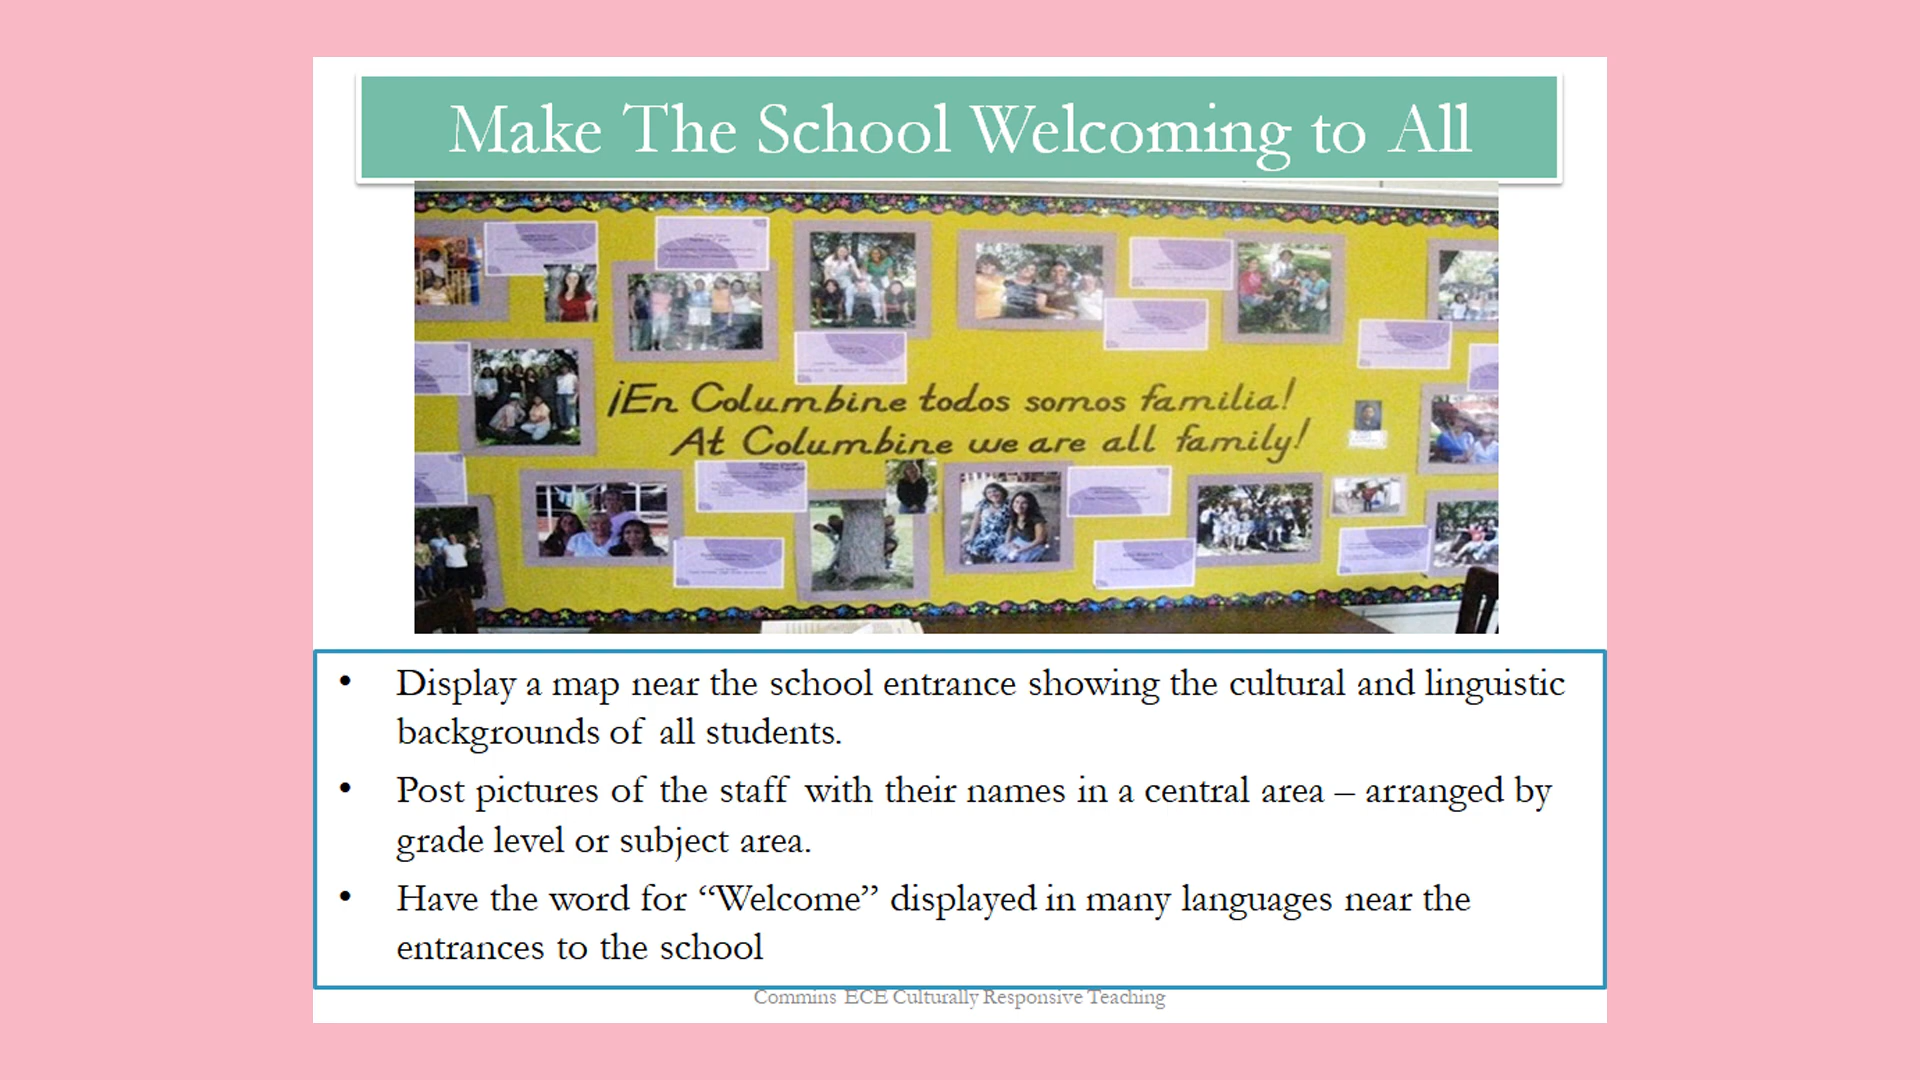 Make The School Welcoming to All
¡En Columbine todos somos familia!
At Columbine we are all family!
• Display a map near the school entrance showing the cultural and linguistic
backgrounds of all students.
• Post pictures of the staff with their names in a central area – arranged by
grade level or subject area.
• Have the word for “Welcome” displayed in many languages near the
entrances to the school
Commins ECE Culturally Responsive Teaching